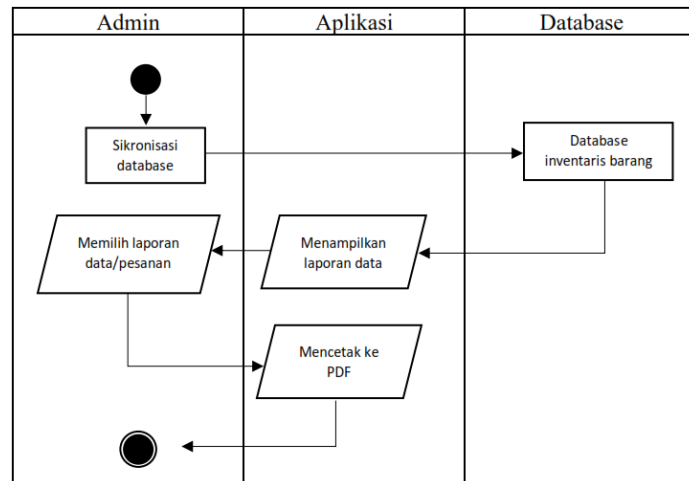 Admin
Aplikasi
Database
Sikronisasi
database
Database
inventaris barang
Memilih laporan
data/pesanan
Menampilkan
laporan data
Mencetak ke
PDF